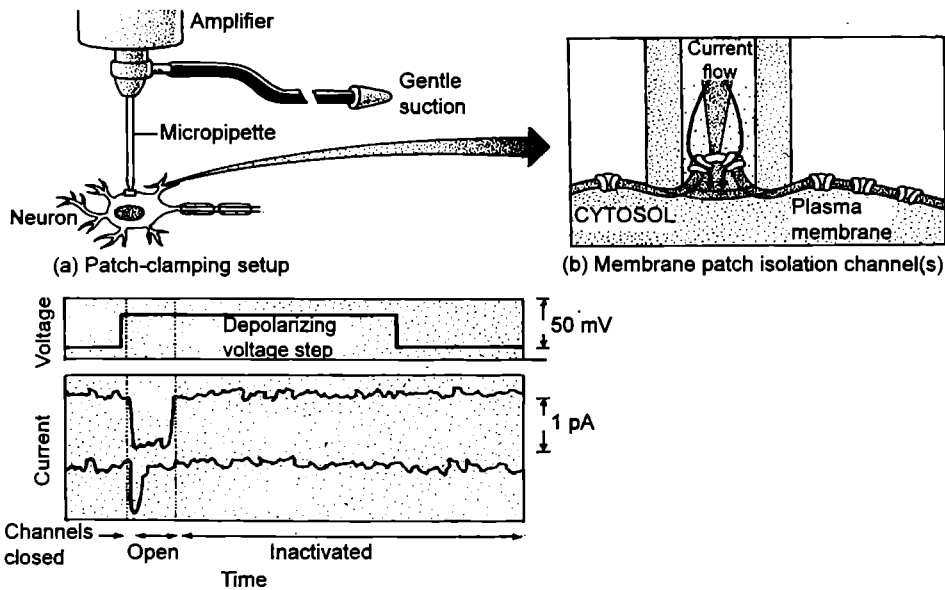 Amplifier
Gentle
suction
Micropipette
Neuron
(a) Patch-clamping setup
Current
flow
CYTOSOL
Plasma
membrane
(b) Membrane patch isolation channel(s)
Voltage
Depolarizing
voltage step
50 mV
Current
1 pA
Channels
closed
Open
Inactivated
Time